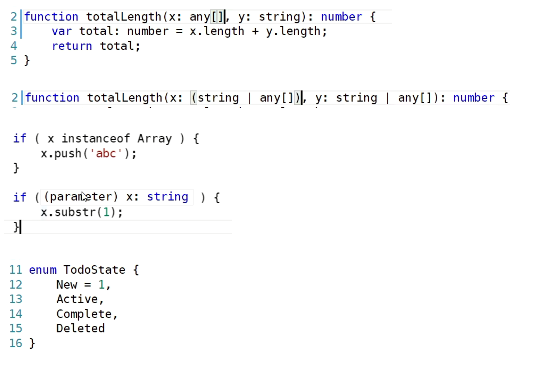 2 function totalLength(x: any[], y: string): number {
3 var total: number = x.length + y.length;
4 return total;
5 }
2 function totalLength(x: (string | any[]), y: string | any[]): number {
if ( x instanceof Array ) {
x.push('abc');
}
if ( (parameter) x: string ) {
x.substr(1);
}
11 enum TodoState {
12 New = 1,
13 Active,
14 Complete,
15 Deleted
16 }